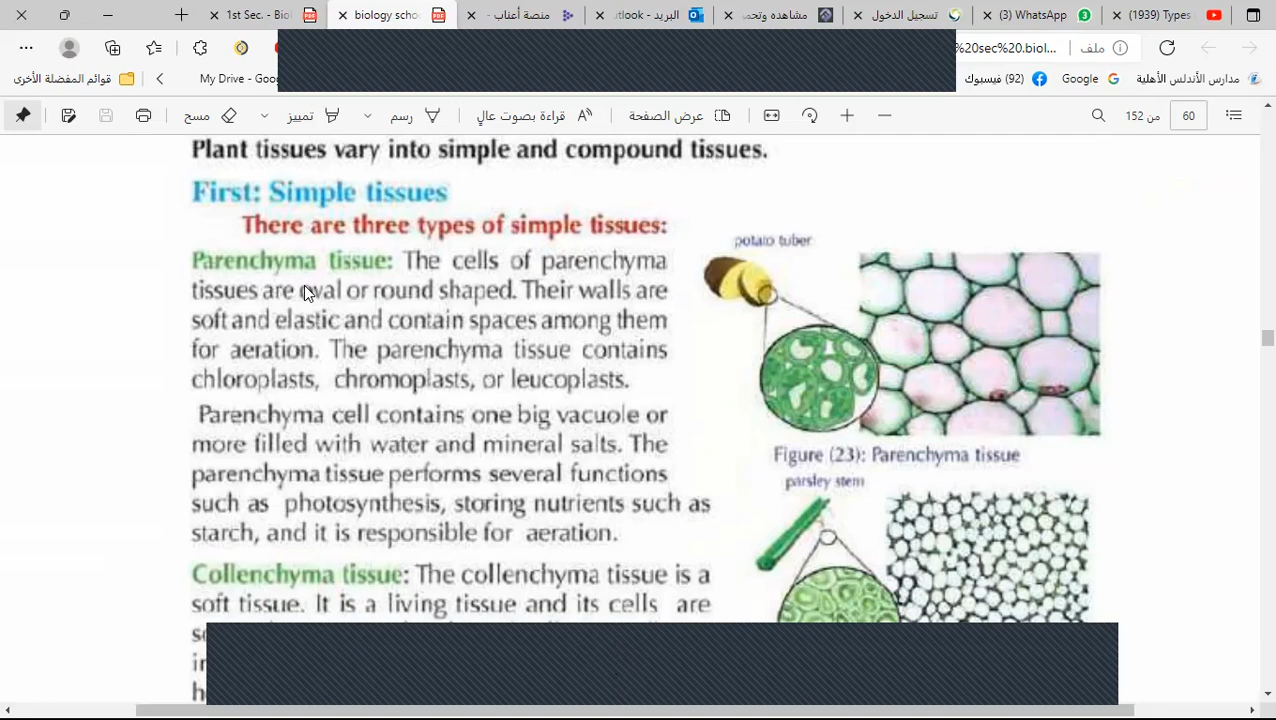 1st Sec. - Biol
biology schoo
منصة أعناب -
البريد - utlook
مشاهده وتحم
تسجيل الدخول
(3) WhatsApp
(1839) Types
%20sec%20.biol...
ملف
قوائم المفضلة الأخرى
My Drive - Goog
(92) فيسبوك
Google
مدارس الأندلس الأهلية
مسح
تمييز
رسم
قراءة بصوت عالٍ
عرض الصفحة
من 152
60
Plant tissues vary into simple and compound tissues.
First: Simple tissues
There are three types of simple tissues:
Parenchyma tissue: The cells of parenchyma
tissues are oval or round shaped. Their walls are
soft and elastic and contain spaces among them
for aeration. The parenchyma tissue contains
chloroplasts, chromoplasts, or leucoplasts.
Parenchyma cell contains one big vacuole or
more filled with water and mineral salts. The
parenchyma tissue performs several functions
such as photosynthesis, storing nutrients such as
starch, and it is responsible for aeration.
Collenchyma tissue: The collenchyma tissue is a
soft tissue. It is a living tissue and its cells are
potato tuber
Figure (23): Parenchyma tissue
parsley stem